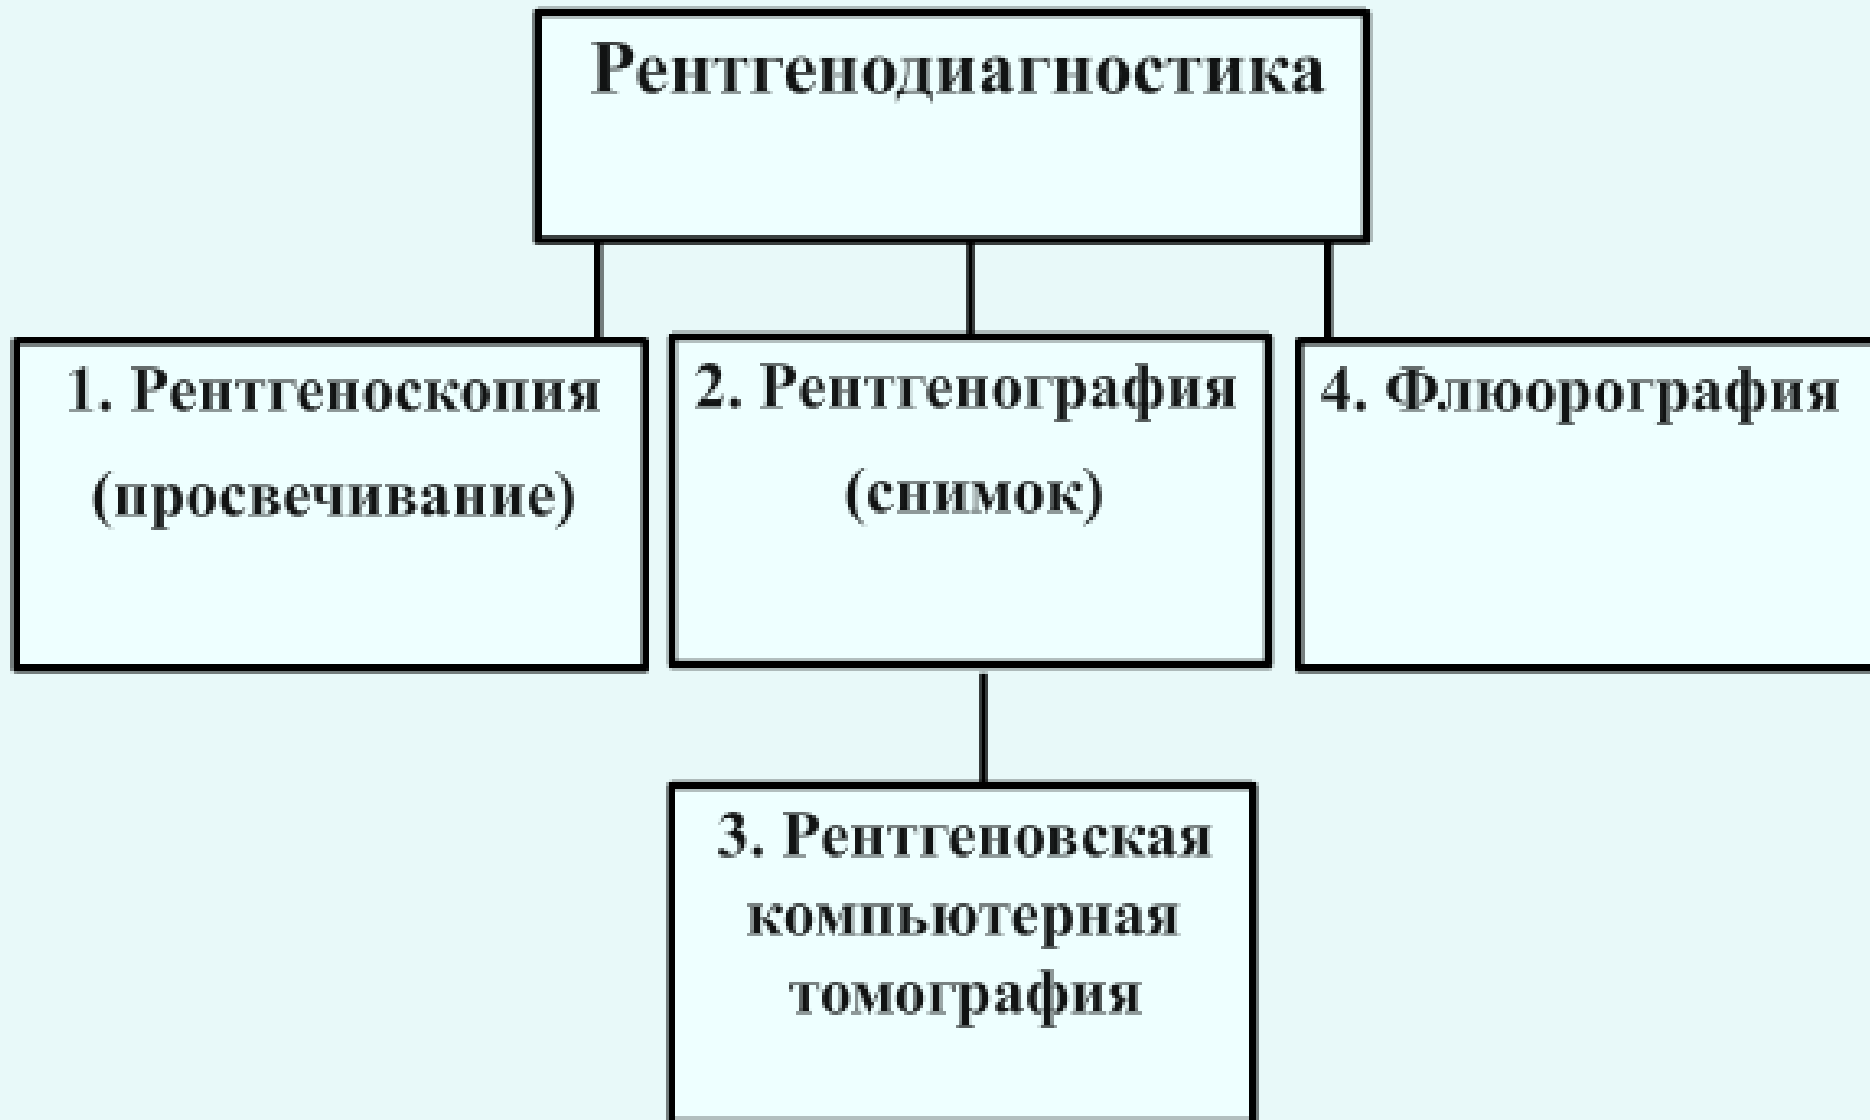 Рентгенодиагностика
1. Рентгеноскопия
(просвечивание)
2. Рентгенография
(снимок)
4. Флюорография
3. Рентгеновская
компьютерная
томография